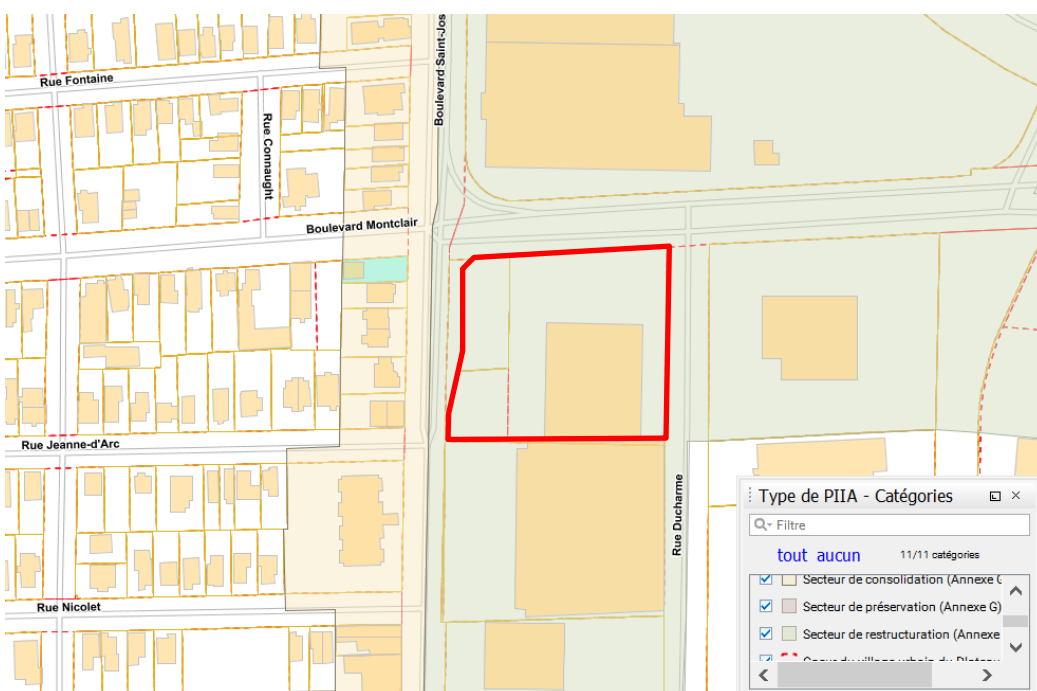 Boulevard Saint-Jos
Rue Fontaine
Rue Connaught
Boulevard Montclair
Rue Jeanne-d'Arc
Rue Ducharme
Rue Nicolet
Type de PIIA - Catégories
Filtre
tout aucun 11/11 catégories
Secteur de consolidation (Annexe G
Secteur de préservation (Annexe G)
Secteur de restructuration (Annexe